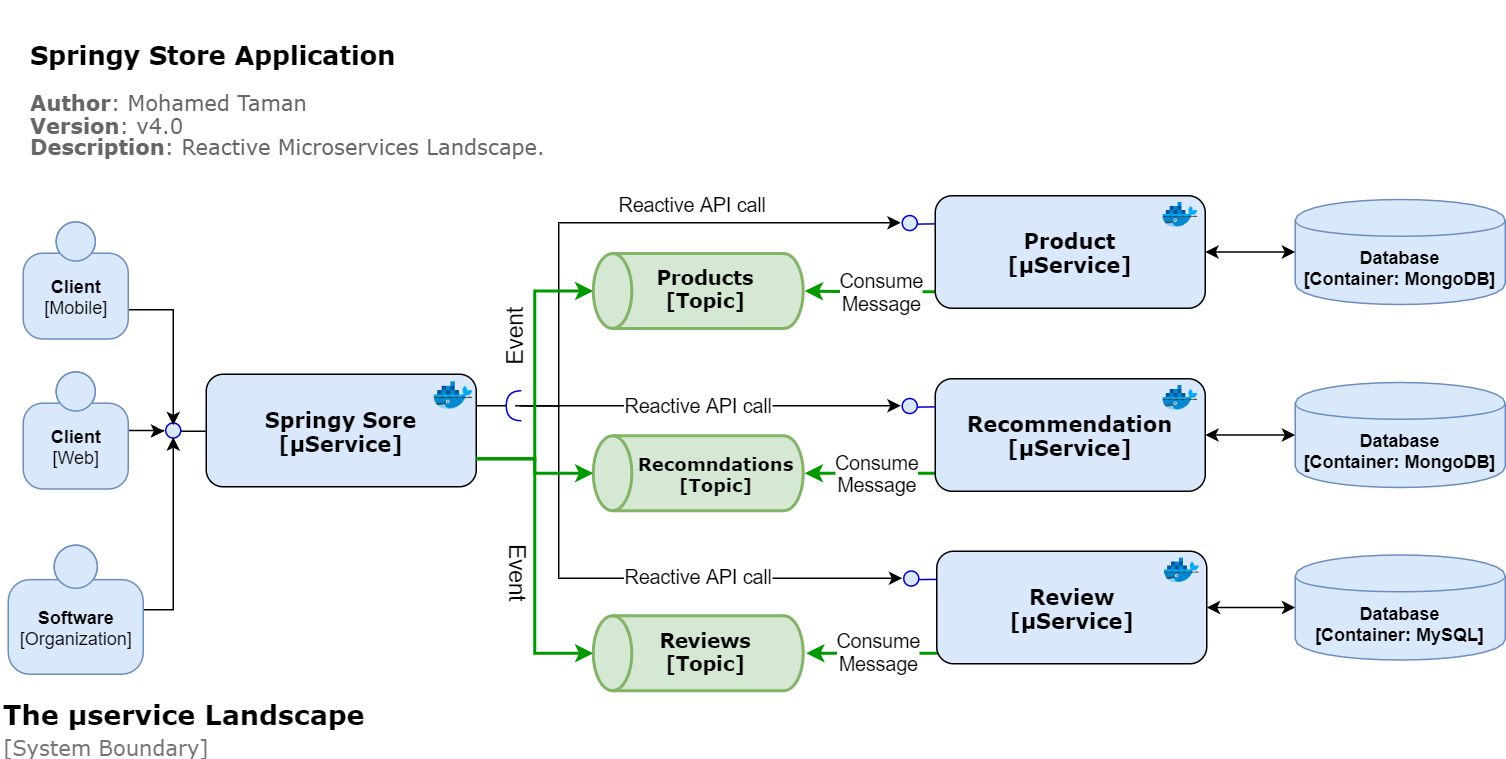 Springy Store Application
Author: Mohamed Taman
Version: v4.0
Description: Reactive Microservices Landscape.
Client
[Mobile]
Client
[Web]
Software
[Organization]
Springy Sore
[µService]
Event
Event
Reactive API call
Products
[Topic]
Consume
Message
Product
[µService]
Database
[Container: MongoDB]
Reactive API call
Recomndations
[Topic]
Consume
Message
Recommendation
[µService]
Database
[Container: MongoDB]
Reactive API call
Reviews
[Topic]
Consume
Message
Review
[µService]
Database
[Container: MySQL]
The µservice Landscape
[System Boundary]